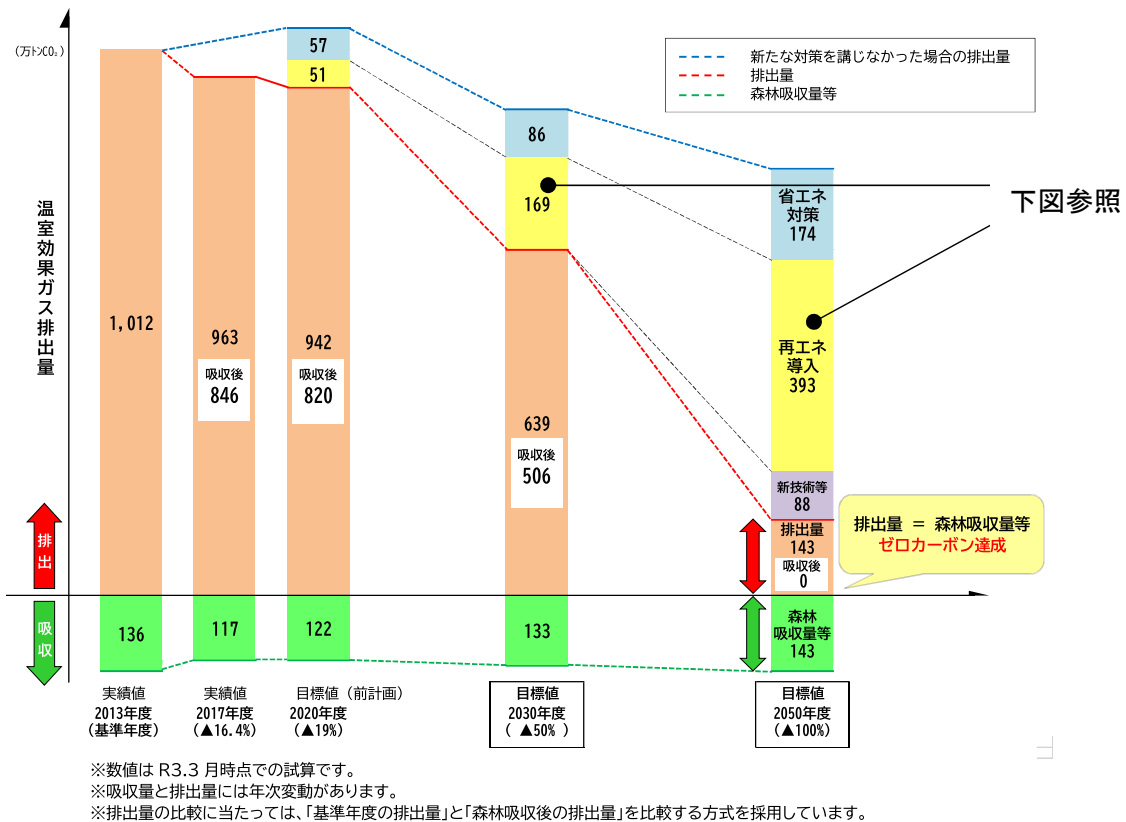 (万トンCO₂)
温室効果ガス排出量
排出
吸収
新たな対策を講じなかった場合の排出量
排出量
森林吸収量等
下図参照
1,012
136
963
吸収後
846
117
57
51
942
吸収後
820
122
86
169
639
吸収後
506
133
省エネ
対策
174
再エネ
導入
393
新技術等
88
排出量
143
吸収後
0
森林
吸収量等
143
排出量 = 森林吸収量等
ゼロカーボン達成
実績値
2013年度
(基準年度)
実績値
2017年度
(▲16.4%)
目標値(前計画)
2020年度
(▲19%)
目標値
2030年度
( ▲50% )
目標値
2050年度
(▲100%)
※数値は R3.3 月時点での試算です。
※吸収量と排出量には年次変動があります。
※排出量の比較に当たっては、「基準年度の排出量」と「森林吸収後の排出量」を比較する方式を採用しています。